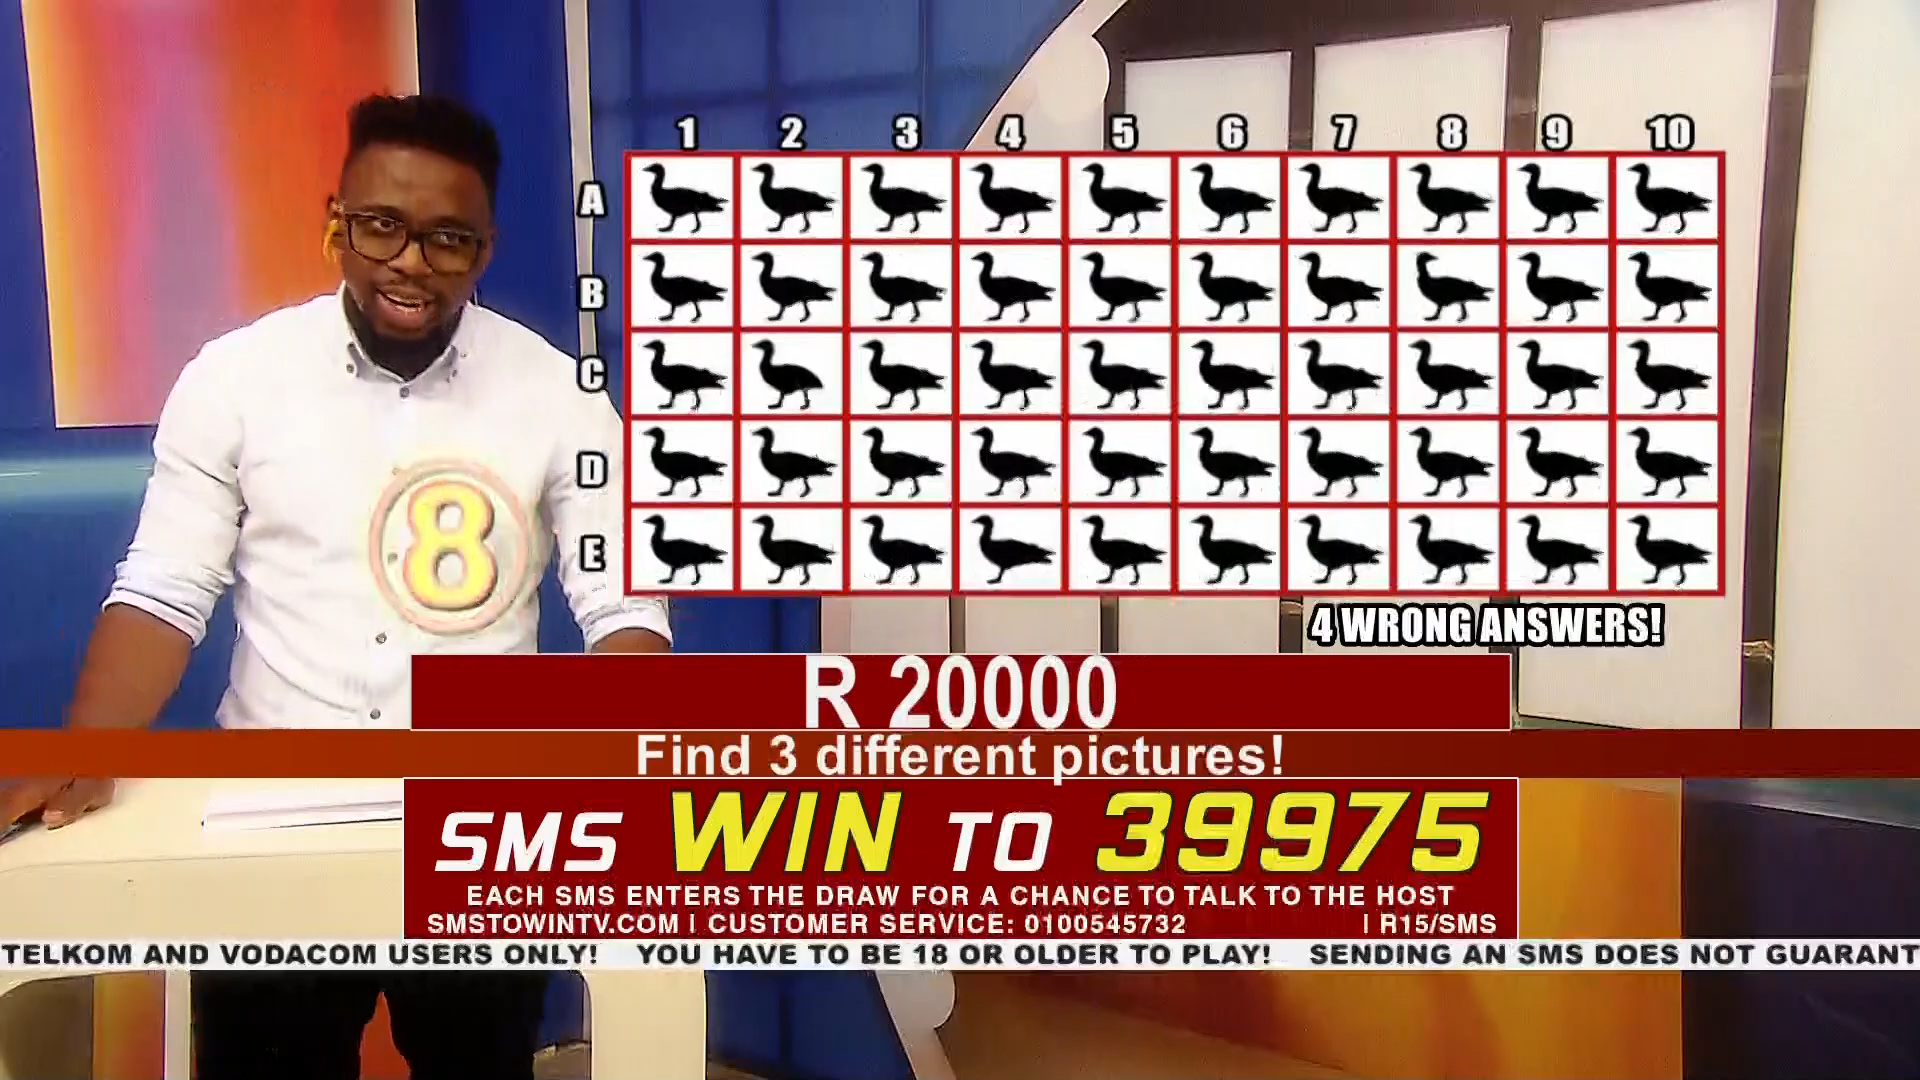 1 2 3 4 5 6 7 8 9 10
A
B
C
D
E
8
4 WRONG ANSWERS!
R 20000
Find 3 different pictures!
SMS WIN TO 39975
EACH SMS ENTERS THE DRAW FOR A CHANCE TO TALK TO THE HOST
SMSTOWINTV.COM | CUSTOMER SERVICE: 0100545732 | R15/SMS
TELKOM AND VODACOM USERS ONLY! YOU HAVE TO BE 18 OR OLDER TO PLAY! SENDING AN SMS DOES NOT GUARANT